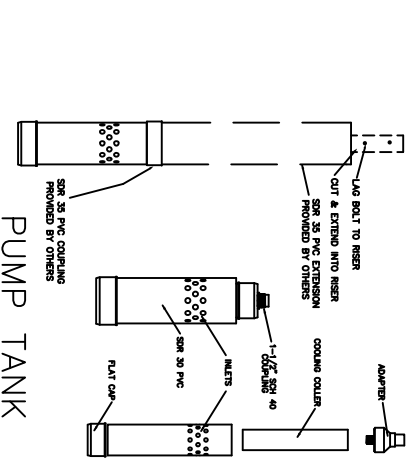 LAG BOLT TO RISER
CUT & EXTEND INTO RISER
SDR 35 PVC EXTENSION
PROVIDED BY OTHERS
SDR 35 PVC COUPLING
PROVIDED BY OTHERS
1-1/2" SCH 40
COUPLING
INLETS
SDR 30 PVC
ADAPTER
COOLING COLLER
FLAT CAP
PUMP TANK